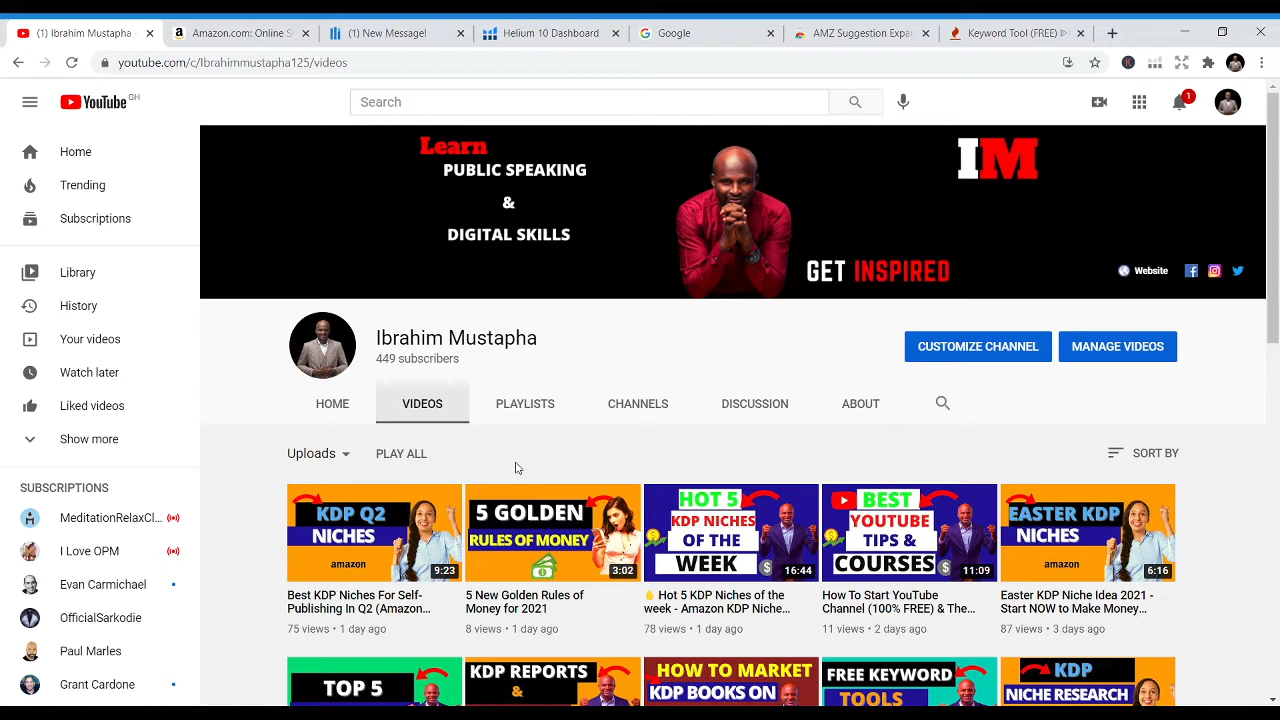 (1) Ibrahim Mustapha -
Amazon.com: Online S
(1) New Message!
Helium 10 Dashboard
Google
AMZ Suggestion Expan
Keyword Tool (FREE)
youtube.com/c/Ibrahimmustapha125/videos
YouTube GH
Search
1
Home
Trending
Subscriptions
Library
History
Your videos
Watch later
Liked videos
Show more
SUBSCRIPTIONS
MeditationRelaxCl...
I Love OPM
Evan Carmichael
OfficialSarkodie
Paul Marles
Grant Cardone
Learn
PUBLIC SPEAKING
&
DIGITAL SKILLS
IM
GET INSPIRED
Website
Ibrahim Mustapha
449 subscribers
CUSTOMIZE CHANNEL
MANAGE VIDEOS
HOME
VIDEOS
PLAYLISTS
CHANNELS
DISCUSSION
ABOUT
Uploads
PLAY ALL
SORT BY
KDP Q2
NICHES
amazon
9:23
Best KDP Niches For Self-
Publishing In Q2 (Amazon...
75 views • 1 day ago
5 GOLDEN
RULES OF MONEY
3:02
5 New Golden Rules of
Money for 2021
8 views • 1 day ago
HOT 5
KDP NICHES
OF THE
WEEK
16:44
Hot 5 KDP Niches of the
week - Amazon KDP Niche...
78 views • 1 day ago
BEST
YOUTUBE
TIPS &
COURSES
11:09
How To Start YouTube
Channel (100% FREE) & The...
11 views • 2 days ago
EASTER KDP
NICHES
amazon
6:16
Easter KDP Niche Idea 2021 -
Start NOW to Make Money...
87 views • 3 days ago
TOP 5
KDP REPORTS
&
HOW TO MARKET
KDP BOOKS ON
FREE KEYWORD
TOOLS
KDP
NICHE RESEARCH